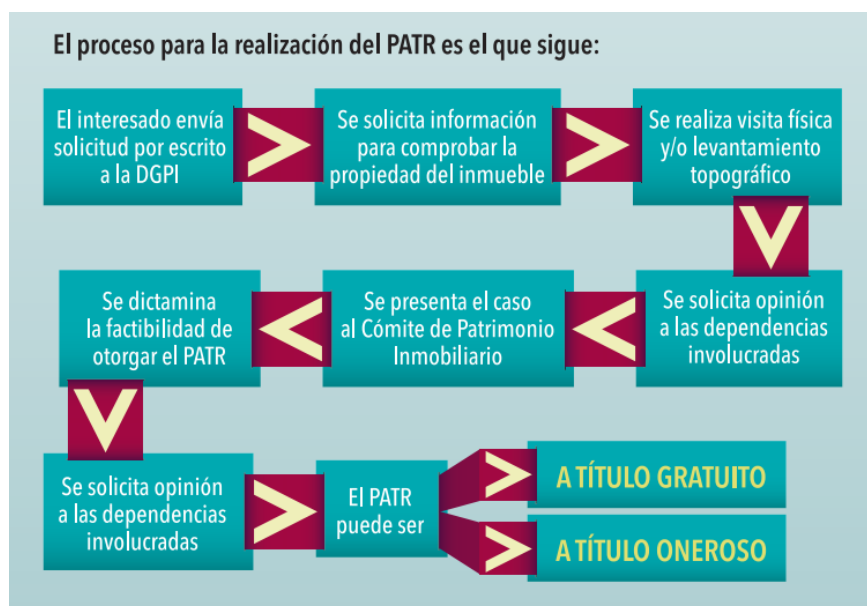 El proceso para la realización del PATR es el que sigue:
El interesado envía
solicitud por escrito
a la DGPI
Se solicita información
para comprobar la
propiedad del inmueble
Se realiza visita física
y/o levantamiento
topográfico
Se solicita opinión
a las dependencias
involucradas
Se presenta el caso
al Cómite de Patrimonio
Inmobiliario
Se dictamina
la factibilidad de
otorgar el PATR
Se solicita opinión
a las dependencias
involucradas
El PATR
puede ser
A TÍTULO GRATUITO
A TÍTULO ONEROSO